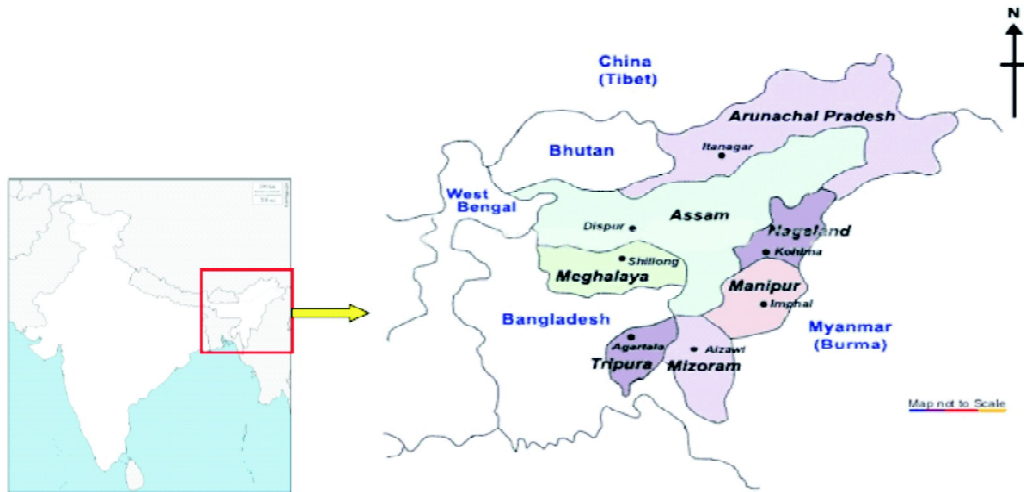 N
China
(Tibet)
Arunachal Pradesh
Itanagar
Bhutan
West
Bengal
Assam
Dispur
Nagaland
Kohima
Shillong
Meghalaya
Manipur
Imphal
Bangladesh
Myanmar
(Burma)
Agartala
Tripura
Aizawl
Mizoram
Map not to Scale